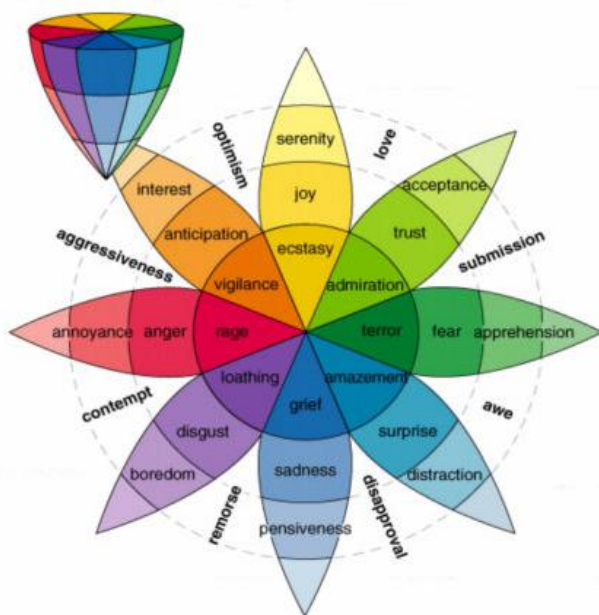 serenity
optimism
love
interest
joy
acceptance
anticipation
trust
aggressiveness
ecstasy
submission
vigilance
admiration
annoyance
anger
rage
terror
fear
apprehension
loathing
amazement
contempt
grief
awe
disgust
surprise
boredom
sadness
distraction
remorse
pensiveness
disapproval